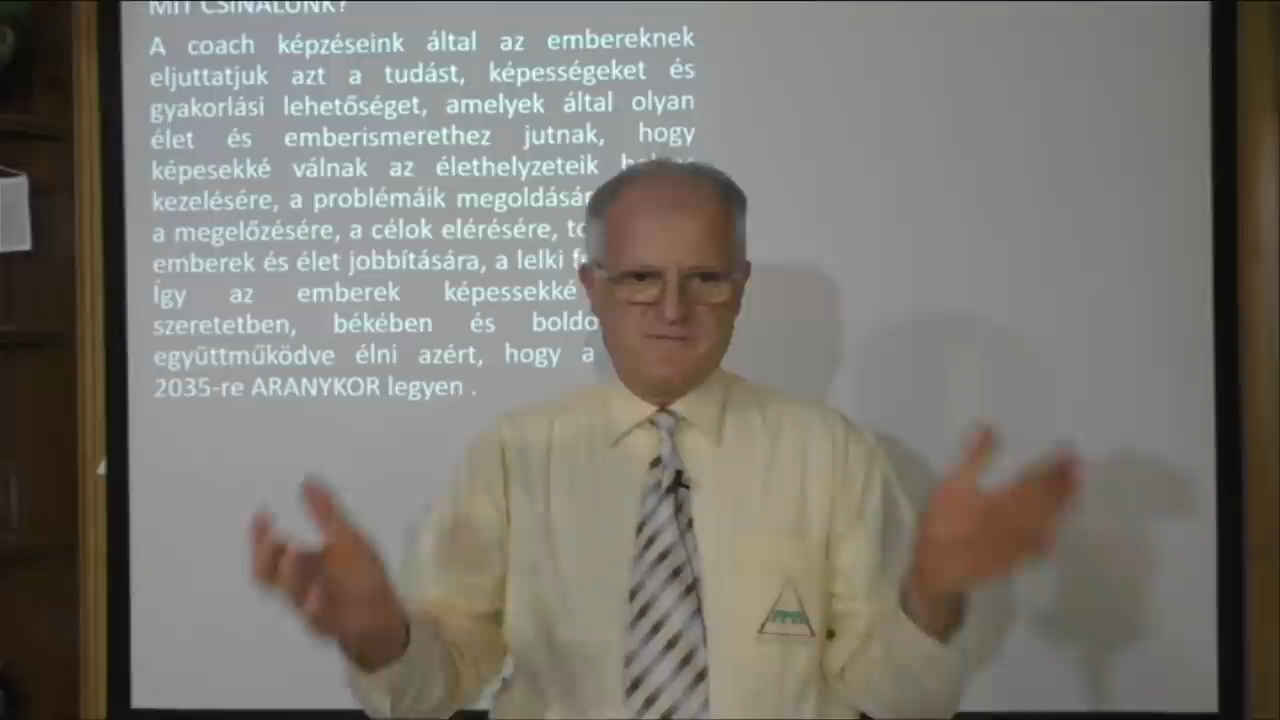 MIT CSINÁLUNK?
A coach képzéseink által az embereknek
eljuttatjuk azt a tudást, képességeket és
gyakorlási lehetőséget, amelyek által olyan
élet és emberismerethez jutnak, hogy
képesekké válnak az élethelyzeteik
kezelésére, a problémáik
a megelőzésére, a célok elérésére,
emberek és élet jobbítására, a lelki
Így az emberek képessekké
szeretetben, békében és
együttműködve élni azért, hogy a
2035-re ARANYKOR legyen .